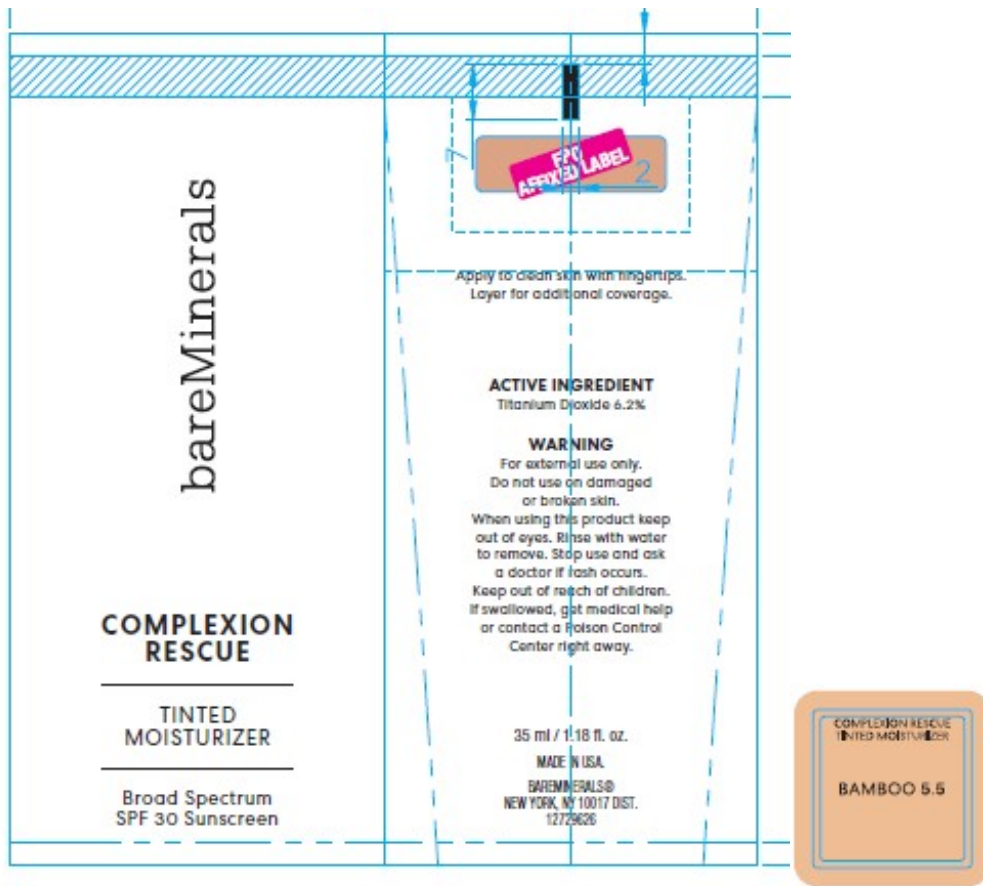 bareMinerals
COMPLEXION
RESCUE
TINTED
MOISTURIZER
Broad Spectrum
SPF 30 Sunscreen
7
FPO
AFFIXED LABEL
2
Apply to clean skin with fingertips.
Layer for additional coverage.
ACTIVE INGREDIENT
Titanium Dioxide 6.2%
WARNING
For external use only.
Do not use on damaged
or broken skin.
When using this product keep
out of eyes. Rinse with water
to remove. Stop use and ask
a doctor if rash occurs.
Keep out of reach of children.
If swallowed, get medical help
or contact a Poison Control
Center right away.
35 ml / 1.18 fl. oz.
MADE IN USA.
BAREMINERALS®
NEW YORK, NY 10017 DIST.
12729626
COMPLEXION RESCUE
TINTED MOISTURIZER
BAMBOO 5.5